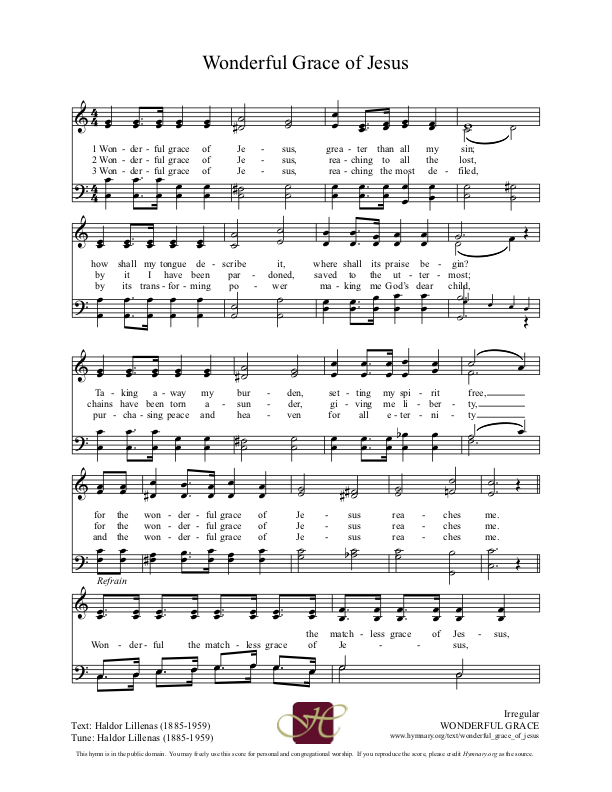 Wonderful Grace of Jesus
1 Won - der - ful grace of Je - sus, grea - ter than all my sin;
2 Won - der - ful grace of Je - sus, rea - ching to all the lost,
3 Won - der - ful grace of Je - sus, rea - ching the most de - filed,
how shall my tongue de - scribe it, where shall its praise be - gin?
by it I have been par - doned, saved to the ut - ter - most;
by its trans - for - ming po - wer ma - king me God's dear child,
Ta - king a - way my bur - den, set - ting my spi - rit free,
chains have been torn a - sun - der, gi - ving me li - ber - ty,
pur - cha - sing peace and hea - ven for all e - ter - ni - ty,
for the won - der - ful grace of Je - sus rea - ches me.
for the won - der - ful grace of Je - sus rea - ches me.
and the won - der - ful grace of Je - sus rea - ches me.
Refrain
the match - less grace of Jes - sus,
Won - der - ful the match - less grace of Je - sus,
Irregular
Text: Haldor Lillenas (1885-1959) WONDERFUL GRACE
Tune: Haldor Lillenas (1885-1959) www.hymnary.org/text/wonderful_grace_of_jesus
This hymn is in the public domain. You may freely use this score for personal and congregational worship. If you reproduce the score, please credit Hymnary.org as the source.